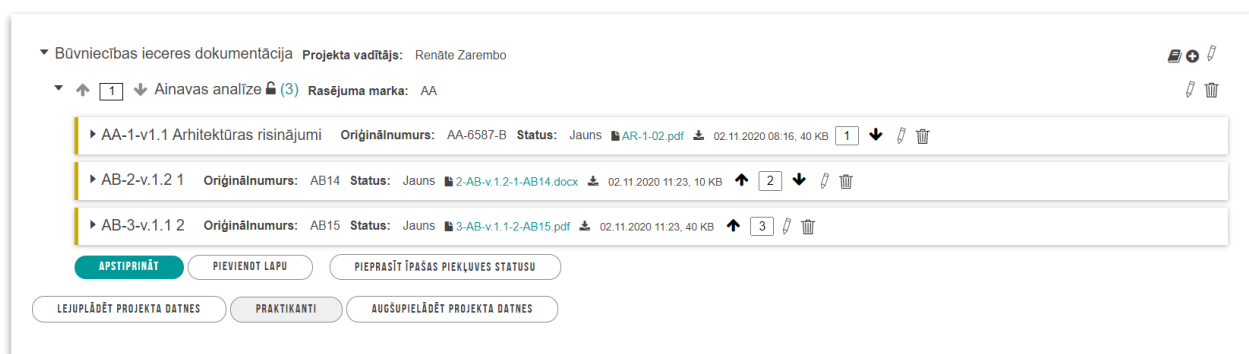 Būvniecības ieceres dokumentācija Projekta vadītājs: Renāte Zarembo
1 Ainavas analīze (3) Rasējuma marka: AA
AA-1-v1.1 Arhitektūras risinājumi Oriģinālnumurs: AA-6587-B Status: Jauns AR-1-02.pdf 02.11.2020 08:16, 40 KB 1
AB-2-v.1.2 1 Oriģinālnumurs: AB14 Status: Jauns 2-AB-v.1.2-1-AB14.docx 02.11.2020 11:23, 10 KB 2
AB-3-v.1.1 2 Oriģinālnumurs: AB15 Status: Jauns 3-AB-v.1.1-2-AB15.pdf 02.11.2020 11:23, 40 KB 3
APSTIPRINĀT PIEVIENOT LAPU PIEPRASĪT ĪPAŠAS PIEKĻUVES STATUSU
LEJUPLĀDĒT PROJEKTA DATNES PRAKTIKANTI AUGŠUPIELĀDĒT PROJEKTA DATNES